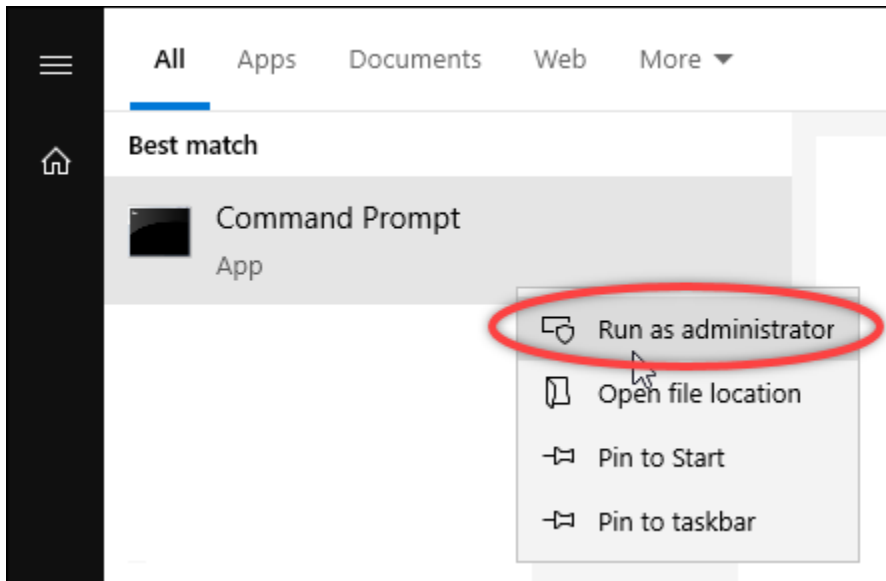 All Apps Documents Web More
Best match
Command Prompt
App
Run as administrator
Open file location
Pin to Start
Pin to taskbar